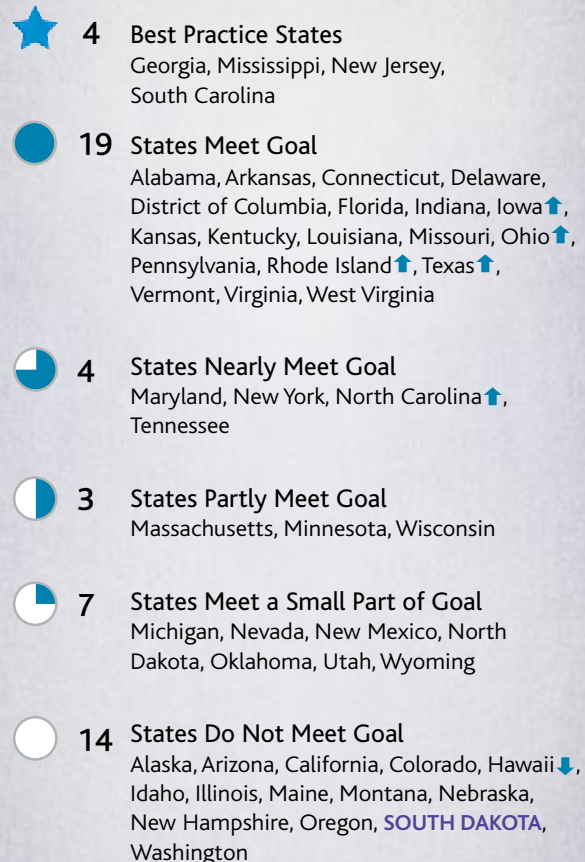 4 Best Practice States
Georgia, Mississippi, New Jersey,
South Carolina
19 States Meet Goal
Alabama, Arkansas, Connecticut, Delaware,
District of Columbia, Florida, Indiana, Iowa⬆,
Kansas, Kentucky, Louisiana, Missouri, Ohio⬆,
Pennsylvania, Rhode Island⬆, Texas⬆,
Vermont, Virginia, West Virginia
4 States Nearly Meet Goal
Maryland, New York, North Carolina⬆,
Tennessee
3 States Partly Meet Goal
Massachusetts, Minnesota, Wisconsin
7 States Meet a Small Part of Goal
Michigan, Nevada, New Mexico, North
Dakota, Oklahoma, Utah, Wyoming
14 States Do Not Meet Goal
Alaska, Arizona, California, Colorado, Hawaii⬇,
Idaho, Illinois, Maine, Montana, Nebraska,
New Hampshire, Oregon, SOUTH DAKOTA,
Washington